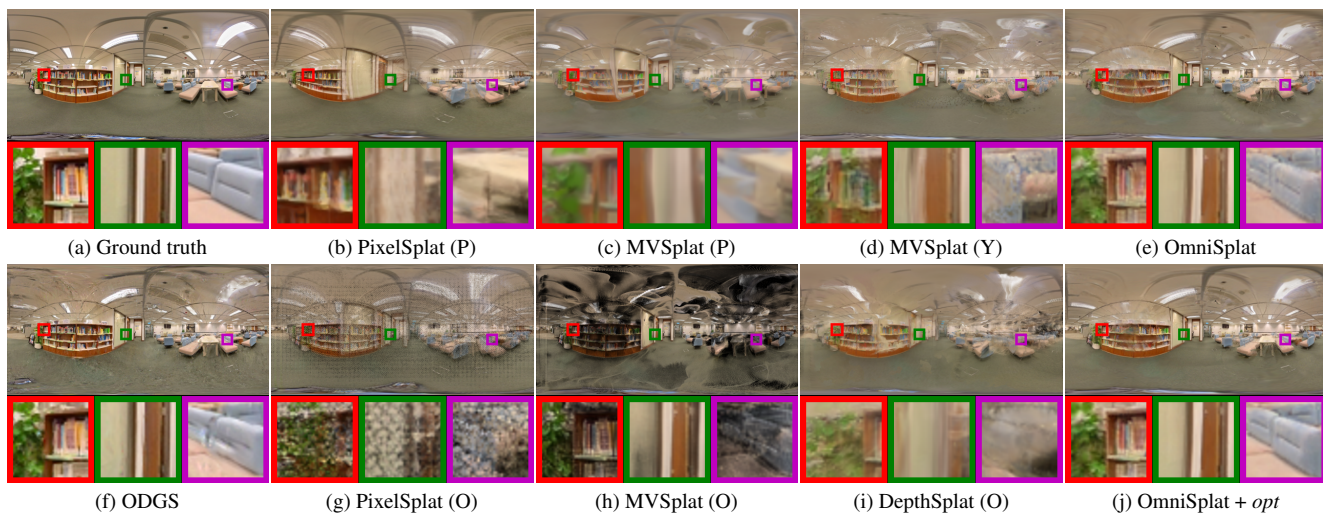 (a) Ground truth
(b) PixelSplat (P)
(c) MVSplat (P)
(d) MVSplat (Y)
(e) OmniSplat
(f) ODGS
(g) PixelSplat (O)
(h) MVSplat (O)
(i) DepthSplat (O)
(j) OmniSplat + opt